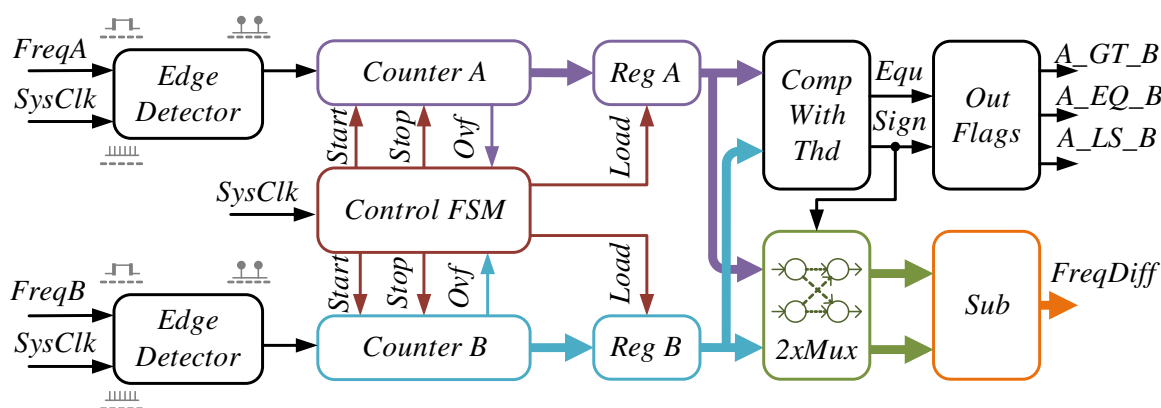 FreqA
SysClk
Edge
Detector
Counter A
Reg A
Comp
With
Thd
Equ
Sign
Out
Flags
A_GT_B
A_EQ_B
A_LS_B
Start
Stop
Ovf
Load
SysClk
Control FSM
Start
Stop
Ovf
Load
FreqB
SysClk
Edge
Detector
Counter B
Reg B
2xMux
Sub
FreqDiff